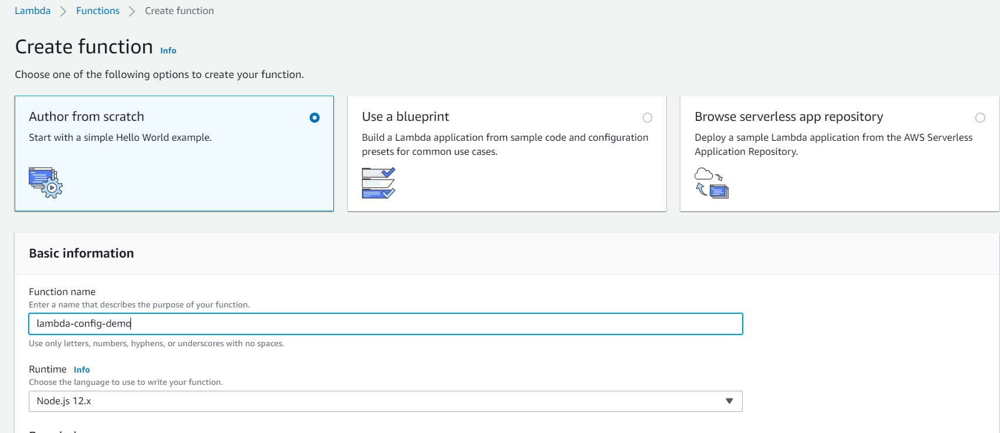 Lambda > Functions > Create function
Create function Info
Choose one of the following options to create your function.
Author from scratch
Start with a simple Hello World example.
Use a blueprint
Build a Lambda application from sample code and configuration
presets for common use cases.
Browse serverless app repository
Deploy a sample Lambda application from the AWS Serverless
Application Repository.
Basic information
Function name
Enter a name that describes the purpose of your function.
lambda-config-demo
Use only letters, numbers, hyphens, or underscores with no spaces.
Runtime Info
Choose the language to use to write your function.
Node.js 12.x